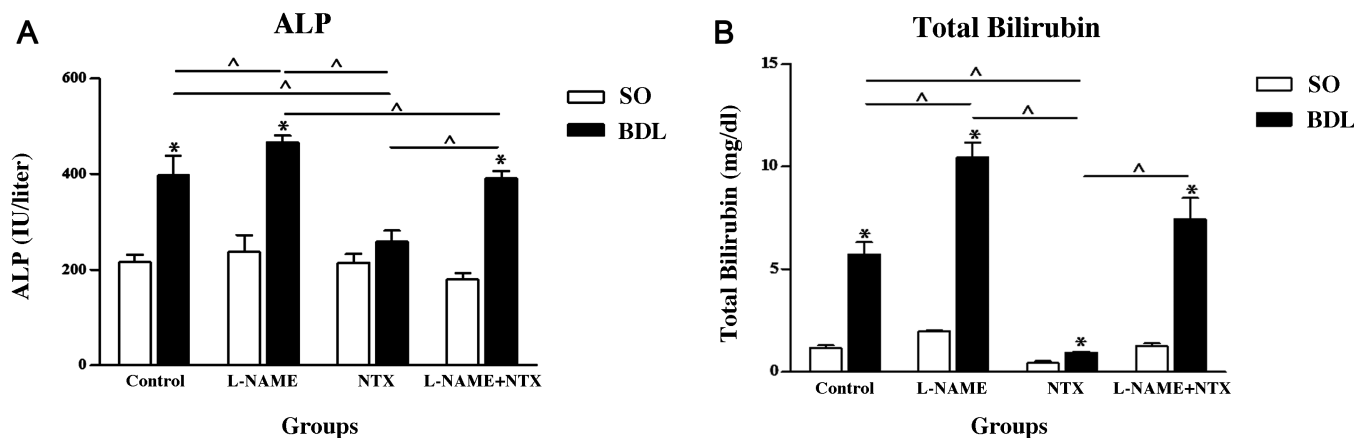 A
ALP
ALP (IU/liter)
600
400
200
0
^
^
^
^
^
*
*
*
SO
BDL
Control
L-NAME
NTX
L-NAME+NTX
Groups
B
Total Bilirubin
Total Bilirubin (mg/dl)
15
10
5
0
^
^
^
^
*
*
*
*
SO
BDL
Control
L-NAME
NTX
L-NAME+NTX
Groups